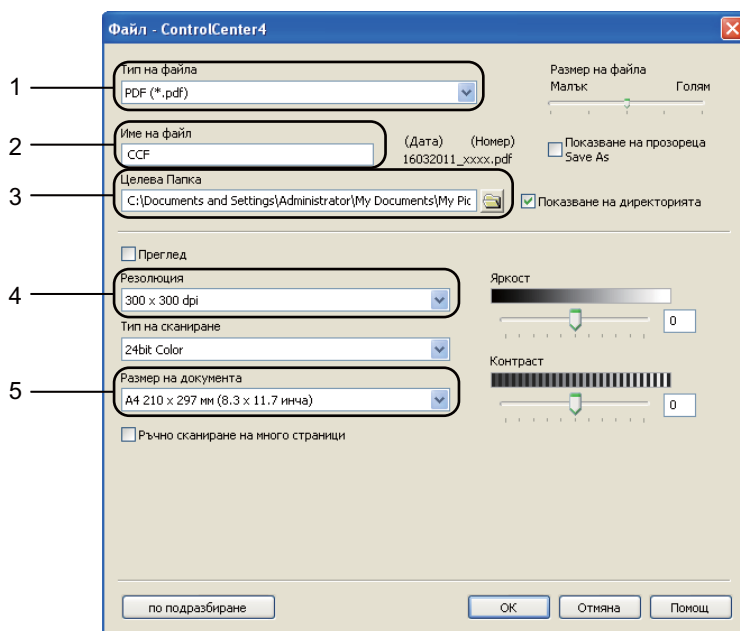 Файл - ControlCenter4
1
Тип на файла
PDF (*.pdf)
Размер на файла
Малък Голям
2
Име на файл
CCF
(Дата) (Номер)
16032011_xxxx.pdf
Показване на прозореца
Save As
3
Целева Папка
C:\Documents and Settings\Administrator\My Documents\My Pic
Показване на директорията
Преглед
4
Резолюция
300 x 300 dpi
Яркост
0
Тип на сканиране
24bit Color
Контраст
0
5
Размер на документа
A4 210 x 297 мм (8.3 x 11.7 инча)
Ръчно сканиране на много страници
по подразбиране
OK
Отмяна
Помощ